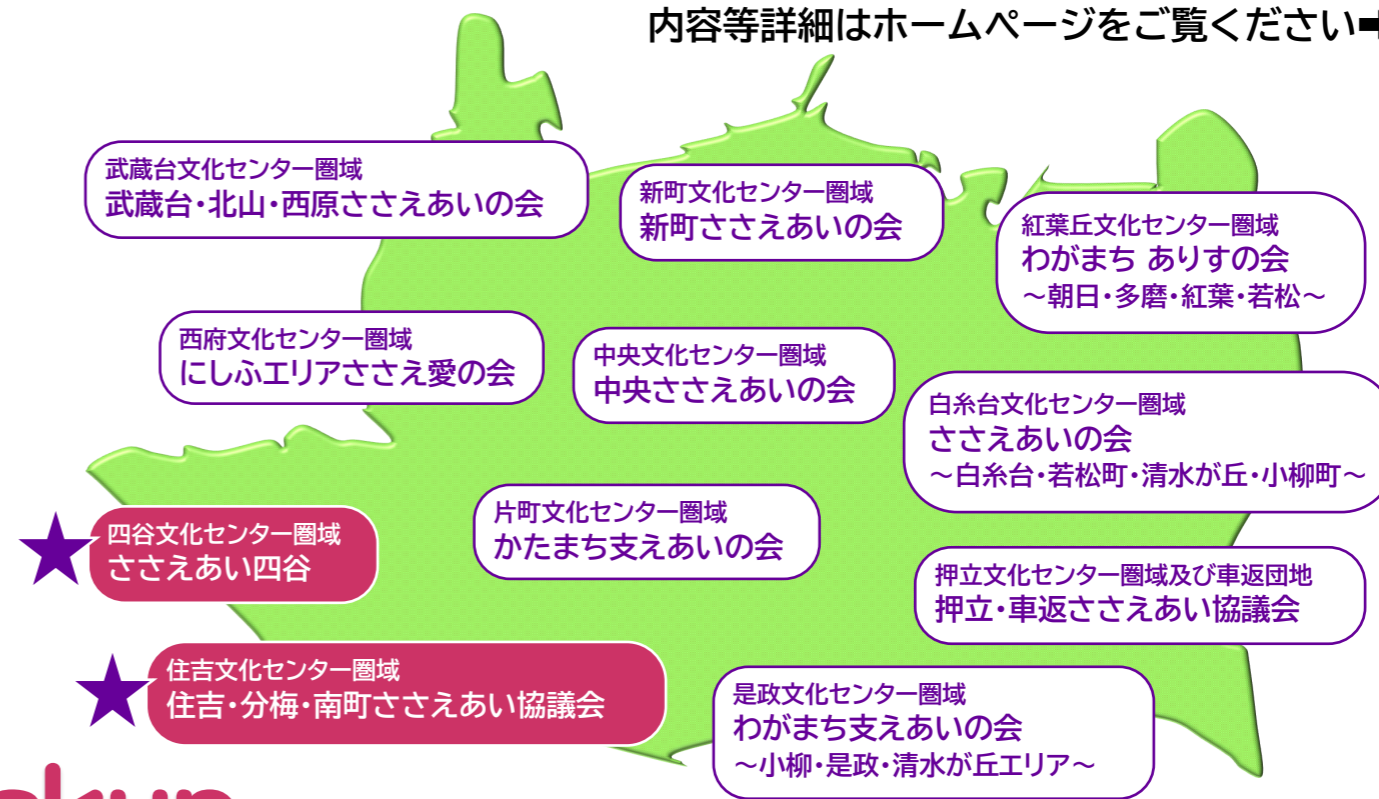 内容等詳細はホームページをご覧ください➡
武蔵台文化センター圏域
武蔵台・北山・西原ささえあいの会
新町文化センター圏域
新町ささえあいの会
紅葉丘文化センター圏域
わがまち ありすの会
～朝日・多磨・紅葉・若松～
西府文化センター圏域
にしふエリアささえ愛の会
中央文化センター圏域
中央ささえあいの会
白糸台文化センター圏域
ささえあいの会
～白糸台・若松町・清水が丘・小柳町～
片町文化センター圏域
かたまち支えあいの会
四谷文化センター圏域
ささえあい四谷
押立文化センター圏域及び車返団地
押立・車返ささえあい協議会
住吉文化センター圏域
住吉・分梅・南町ささえあい協議会
是政文化センター圏域
わがまち支えあいの会
～小柳・是政・清水が丘エリア～